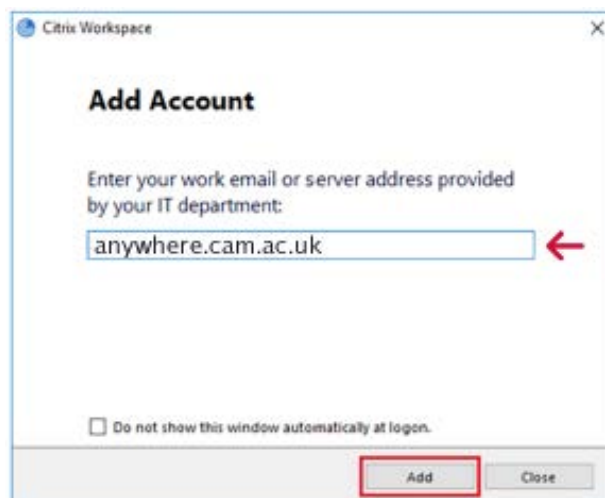 Citrix Workspace
Add Account
Enter your work email or server address provided
by your IT department:
anywhere.cam.ac.uk
Do not show this window automatically at logon.
Add
Close